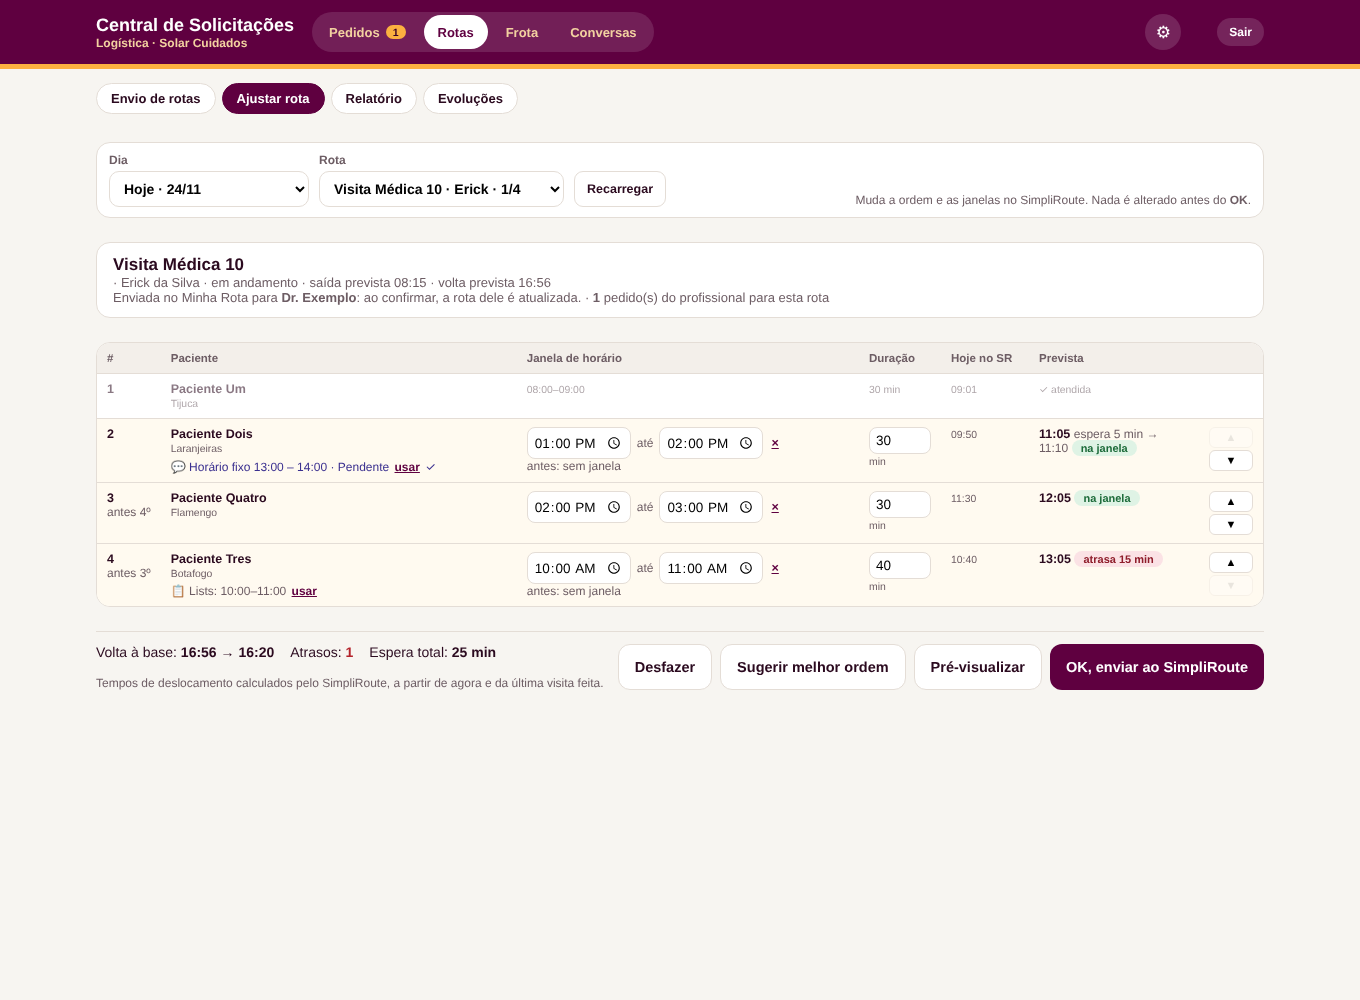 Central de Solicitações
Logística · Solar Cuidados
Pedidos 1 Rotas Frota Conversas
⚙ Sair
Envio de rotas Ajustar rota Relatório Evoluções
Dia Rota
Hoje · 24/11 Visita Médica 10 · Erick · 1/4 Recarregar
Muda a ordem e as janelas no SimpliRoute. Nada é alterado antes do OK.
Visita Médica 10
· Erick da Silva · em andamento · saída prevista 08:15 · volta prevista 16:56
Enviada no Minha Rota para Dr. Exemplo: ao confirmar, a rota dele é atualizada. · 1 pedido(s) do profissional para esta rota
# Paciente Janela de horário Duração Hoje no SR Prevista
1 Paciente Um 08:00–09:00 30 min 09:01 ✓ atendida
Tijuca
2 Paciente Dois 01:00 PM até 02:00 PM × 30 09:50 11:05 espera 5 min →
Laranjeiras 11:10 na janela ▲
💬 Horário fixo 13:00 – 14:00 · Pendente usar ✓ antes: sem janela min ▼
3 Paciente Quatro 02:00 PM até 03:00 PM × 30 11:30 12:05 na janela ▲
antes 4º Flamengo min ▼
4 Paciente Tres 10:00 AM até 11:00 AM × 40 10:40 13:05 atrasa 15 min ▲
antes 3º Botafogo min ▼
📋 Lists: 10:00–11:00 usar antes: sem janela
Volta à base: 16:56 → 16:20 Atrasos: 1 Espera total: 25 min
Tempos de deslocamento calculados pelo SimpliRoute, a partir de agora e da última visita feita.
Desfazer Sugerir melhor ordem Pré-visualizar OK, enviar ao SimpliRoute